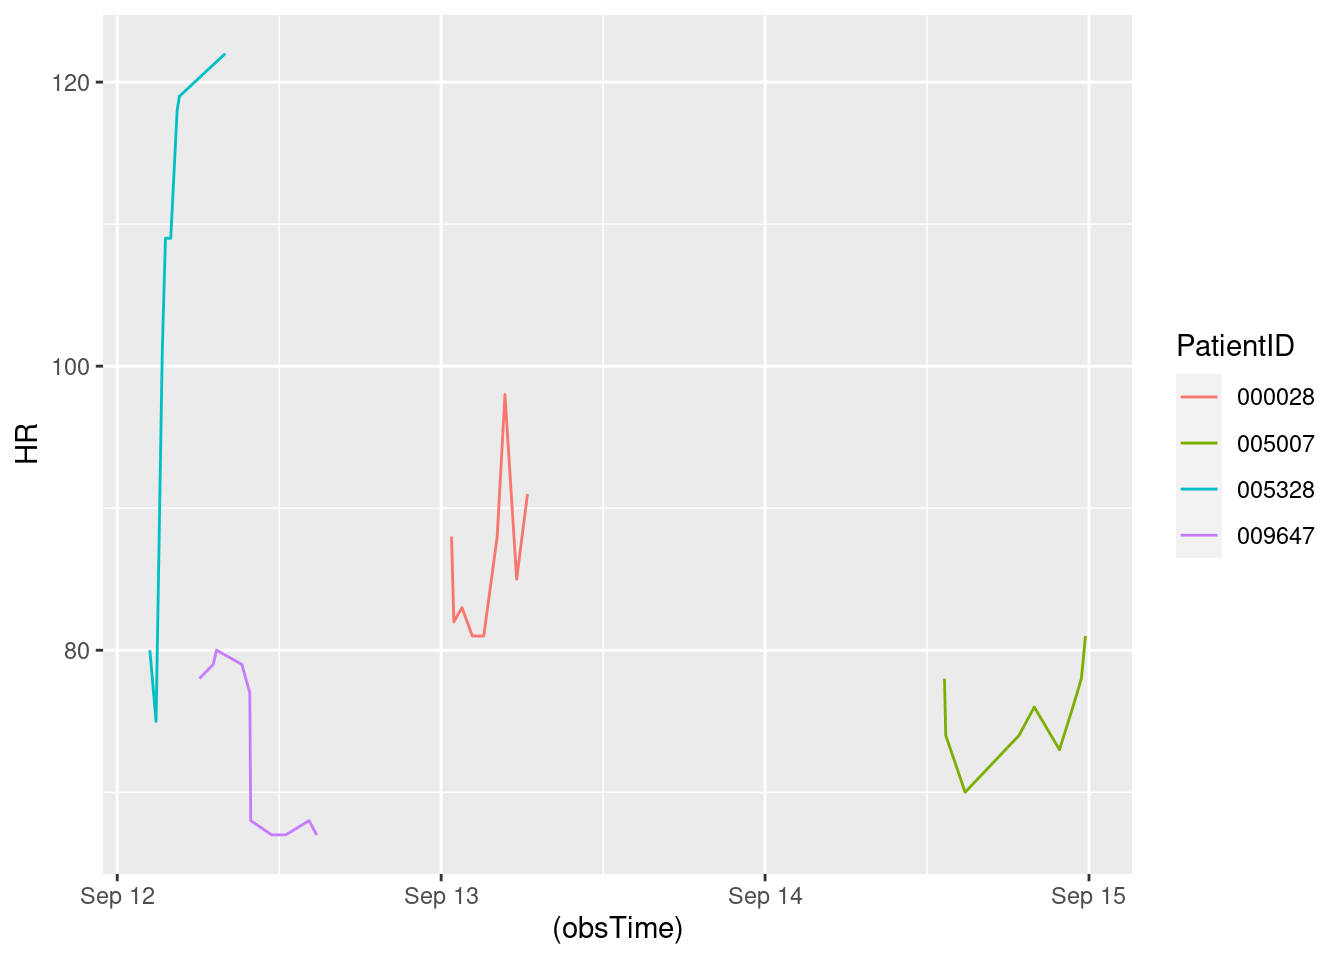 120
100
80
HR
Sep 12
Sep 13
Sep 14
Sep 15
(obsTime)
PatientID
000028
005007
005328
009647